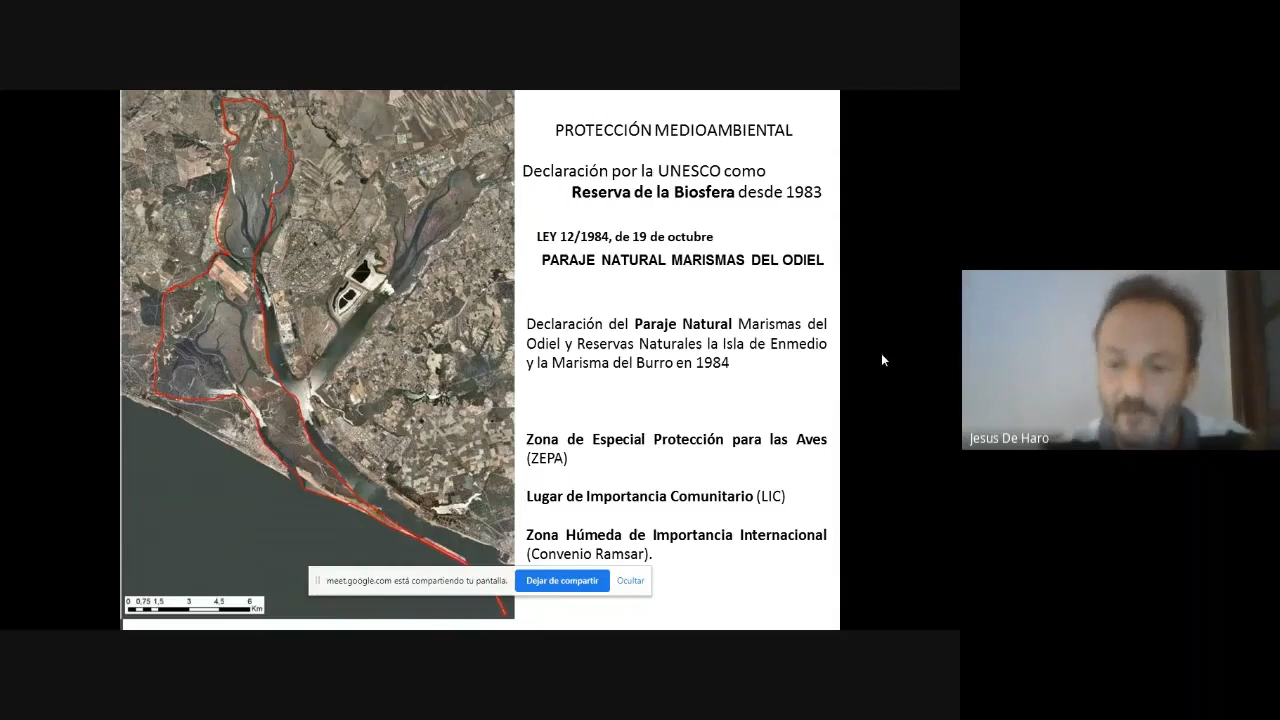 PROTECCIÓN MEDIOAMBIENTAL
Declaración por la UNESCO como
Reserva de la Biosfera desde 1983
LEY 12/1984, de 19 de octubre
PARAJE NATURAL MARISMAS DEL ODIEL
Declaración del Paraje Natural Marismas del
Odiel y Reservas Naturales la Isla de Enmedio
y la Marisma del Burro en 1984
Zona de Especial Protección para las Aves
(ZEPA)
Lugar de Importancia Comunitario (LIC)
Zona Húmeda de Importancia Internacional
(Convenio Ramsar).
meet.google.com está compartiendo tu pantalla.
Dejar de compartir
Ocultar
0 0,75 1,5 3 4,5 6
Km
Jesus De Haro